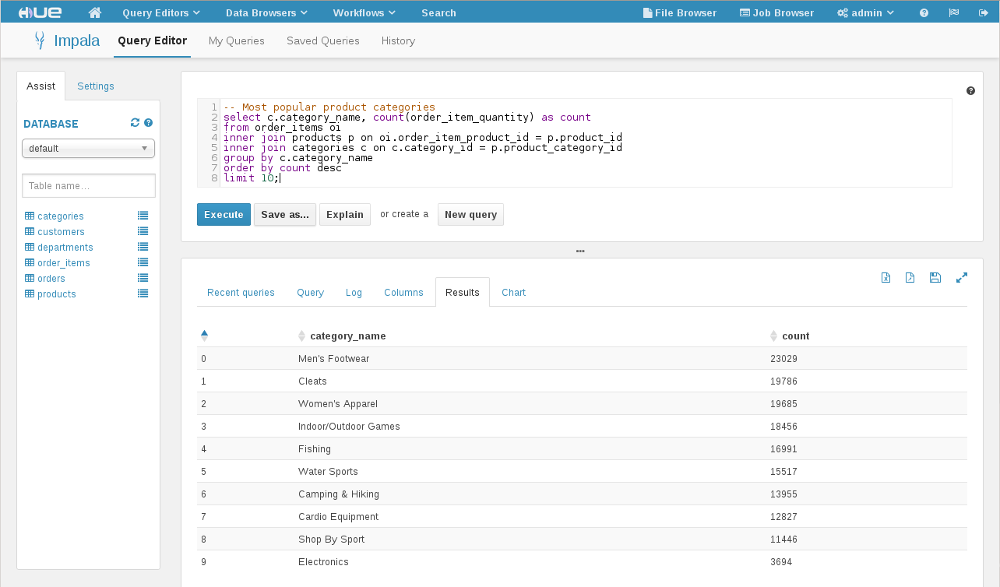 HUE Query Editors Data Browsers Workflows Search File Browser Job Browser admin
Impala Query Editor My Queries Saved Queries History
Assist Settings
DATABASE
default
Table name...
categories
customers
departments
order_items
orders
products
1 -- Most popular product categories
2 select c.category_name, count(order_item_quantity) as count
3 from order_items oi
4 inner join products p on oi.order_item_product_id = p.product_id
5 inner join categories c on c.category_id = p.product_category_id
6 group by c.category_name
7 order by count desc
8 limit 10;
Execute Save as... Explain or create a New query
Recent queries Query Log Columns Results Chart
category_name count
0 Men's Footwear 23029
1 Cleats 19786
2 Women's Apparel 19685
3 Indoor/Outdoor Games 18456
4 Fishing 16991
5 Water Sports 15517
6 Camping & Hiking 13955
7 Cardio Equipment 12827
8 Shop By Sport 11446
9 Electronics 3694